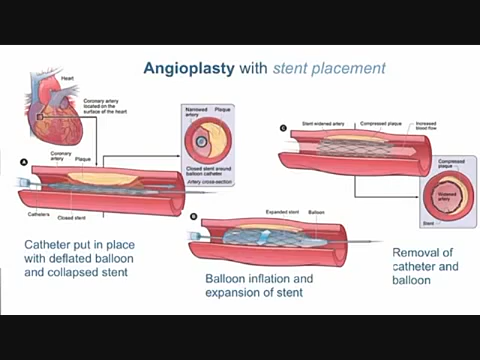 Angioplasty with stent placement
Heart
Coronary artery
located on the
surface of the heart
Narrowed
artery
Plaque
Closed stent around
balloon catheter
Artery cross-section
A
Coronary
artery
Plaque
Catheter
Closed stent
Catheter put in place
with deflated balloon
and collapsed stent
B
Expanded stent
Balloon
Balloon inflation and
expansion of stent
C
Stent widened artery
Compressed plaque
Increased
blood flow
Compressed
plaque
Widened
artery
Stent
Removal of
catheter and
balloon